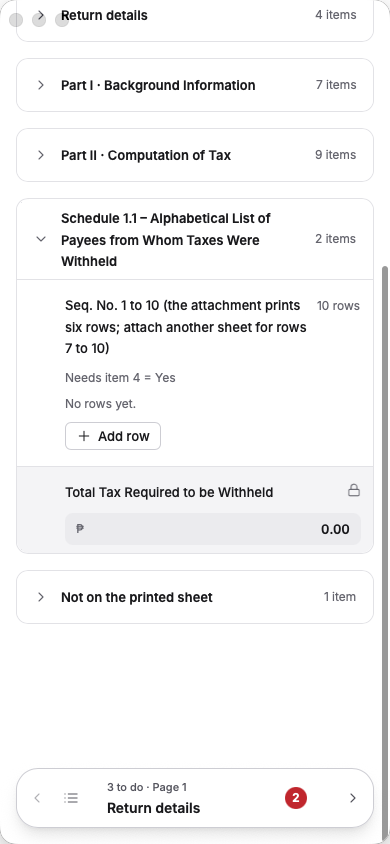 Return details 4 items
Part I · Background Information 7 items
Part II · Computation of Tax 9 items
Schedule 1.1 – Alphabetical List of
Payees from Whom Taxes Were 2 items
Withheld
Seq. No. 1 to 10 (the attachment prints 10 rows
six rows; attach another sheet for rows
7 to 10)
Needs item 4 = Yes
No rows yet.
Add row
Total Tax Required to be Withheld
₱ 0.00
Not on the printed sheet 1 item
3 to do · Page 1
Return details 2